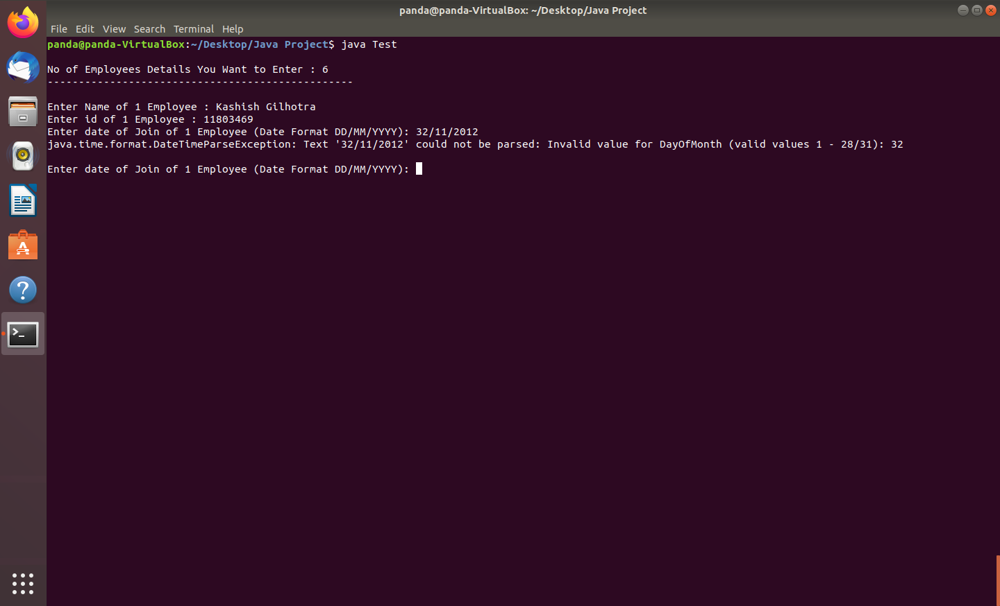 panda@panda-VirtualBox: ~/Desktop/Java Project
File Edit View Search Terminal Help
panda@panda-VirtualBox:~/Desktop/Java Project$ java Test
No of Employees Details You Want to Enter : 6
-------------------------------------------------
Enter Name of 1 Employee : Kashish Gilhotra
Enter id of 1 Employee : 11803469
Enter date of Join of 1 Employee (Date Format DD/MM/YYYY): 32/11/2012
java.time.format.DateTimeParseException: Text '32/11/2012' could not be parsed: Invalid value for DayOfMonth (valid values 1 - 28/31): 32
Enter date of Join of 1 Employee (Date Format DD/MM/YYYY):